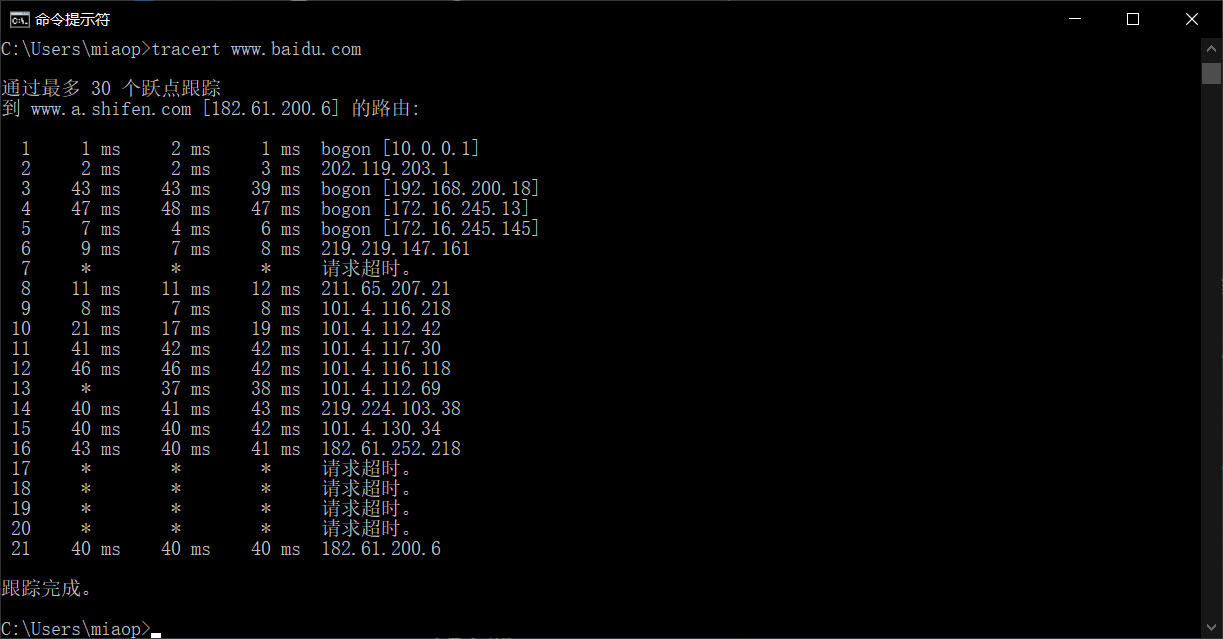 命令提示符
C:\Users\miaop>tracert www.baidu.com
通过最多 30 个跃点跟踪
到 www.a.shifen.com [182.61.200.6] 的路由:
1 1 ms 2 ms 1 ms bogon [10.0.0.1]
2 2 ms 2 ms 3 ms 202.119.203.1
3 43 ms 43 ms 39 ms bogon [192.168.200.18]
4 47 ms 48 ms 47 ms bogon [172.16.245.13]
5 7 ms 4 ms 6 ms bogon [172.16.245.145]
6 9 ms 7 ms 8 ms 219.219.147.161
7 * * * 请求超时。
8 11 ms 11 ms 12 ms 211.65.207.21
9 8 ms 7 ms 8 ms 101.4.116.218
10 21 ms 17 ms 19 ms 101.4.112.42
11 41 ms 42 ms 42 ms 101.4.117.30
12 46 ms 46 ms 42 ms 101.4.116.118
13 * 37 ms 38 ms 101.4.112.69
14 40 ms 41 ms 43 ms 219.224.103.38
15 40 ms 40 ms 42 ms 101.4.130.34
16 43 ms 40 ms 41 ms 182.61.252.218
17 * * * 请求超时。
18 * * * 请求超时。
19 * * * 请求超时。
20 * * * 请求超时。
21 40 ms 40 ms 40 ms 182.61.200.6
跟踪完成。
C:\Users\miaop>